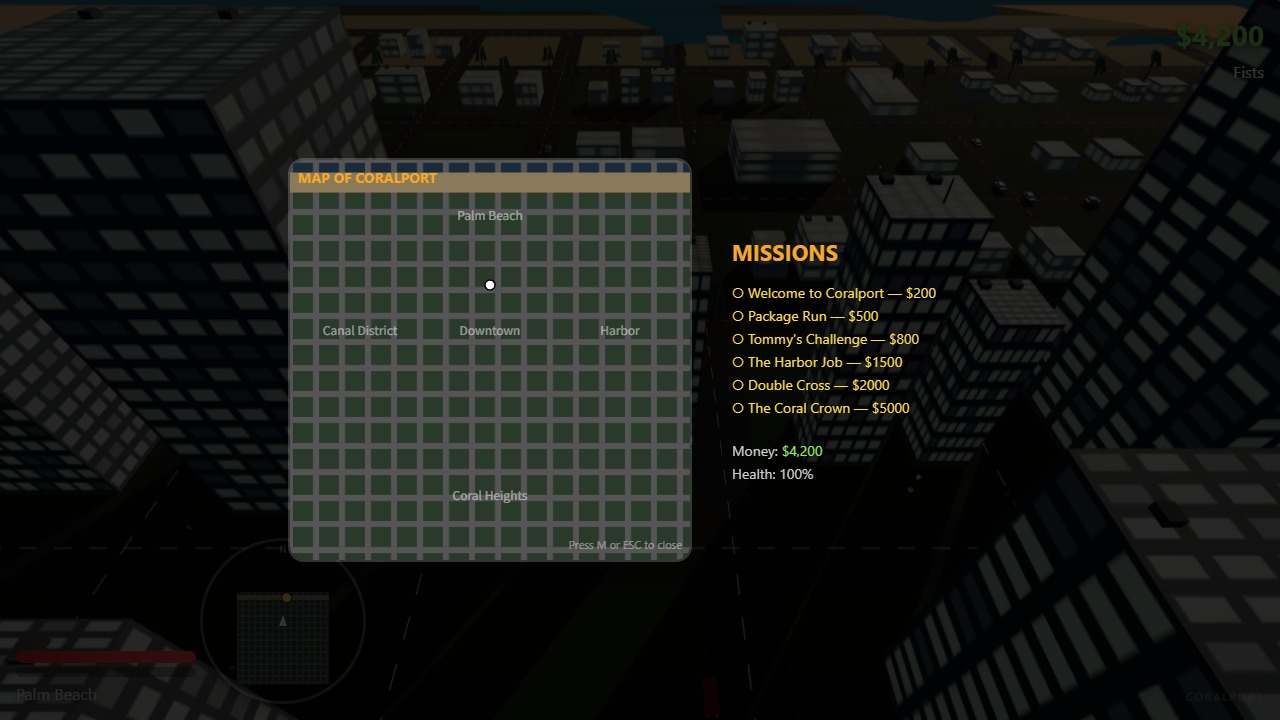 $4,200
Fists
MAP OF CORALPORT
Palm Beach
Canal District
Downtown
Harbor
Coral Heights
Press M or ESC to close
MISSIONS
○ Welcome to Coralport — $200
○ Package Run — $500
○ Tommy's Challenge — $800
○ The Harbor Job — $1500
○ Double Cross — $2000
○ The Coral Crown — $5000
Money: $4,200
Health: 100%
N
Palm Beach
CORALPORT